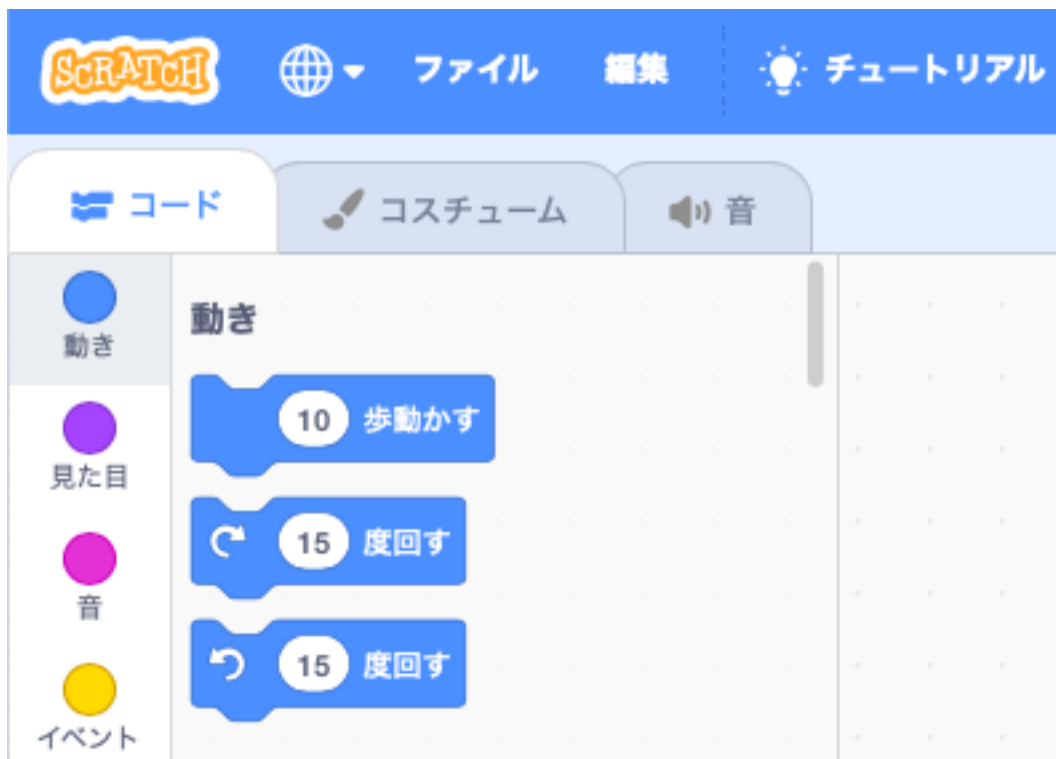 SCRATCH ファイル 編集 チュートリアル
コード コスチューム 音
動き
動き
10 歩動かす
見た目
15 度回す
音
15 度回す
イベント